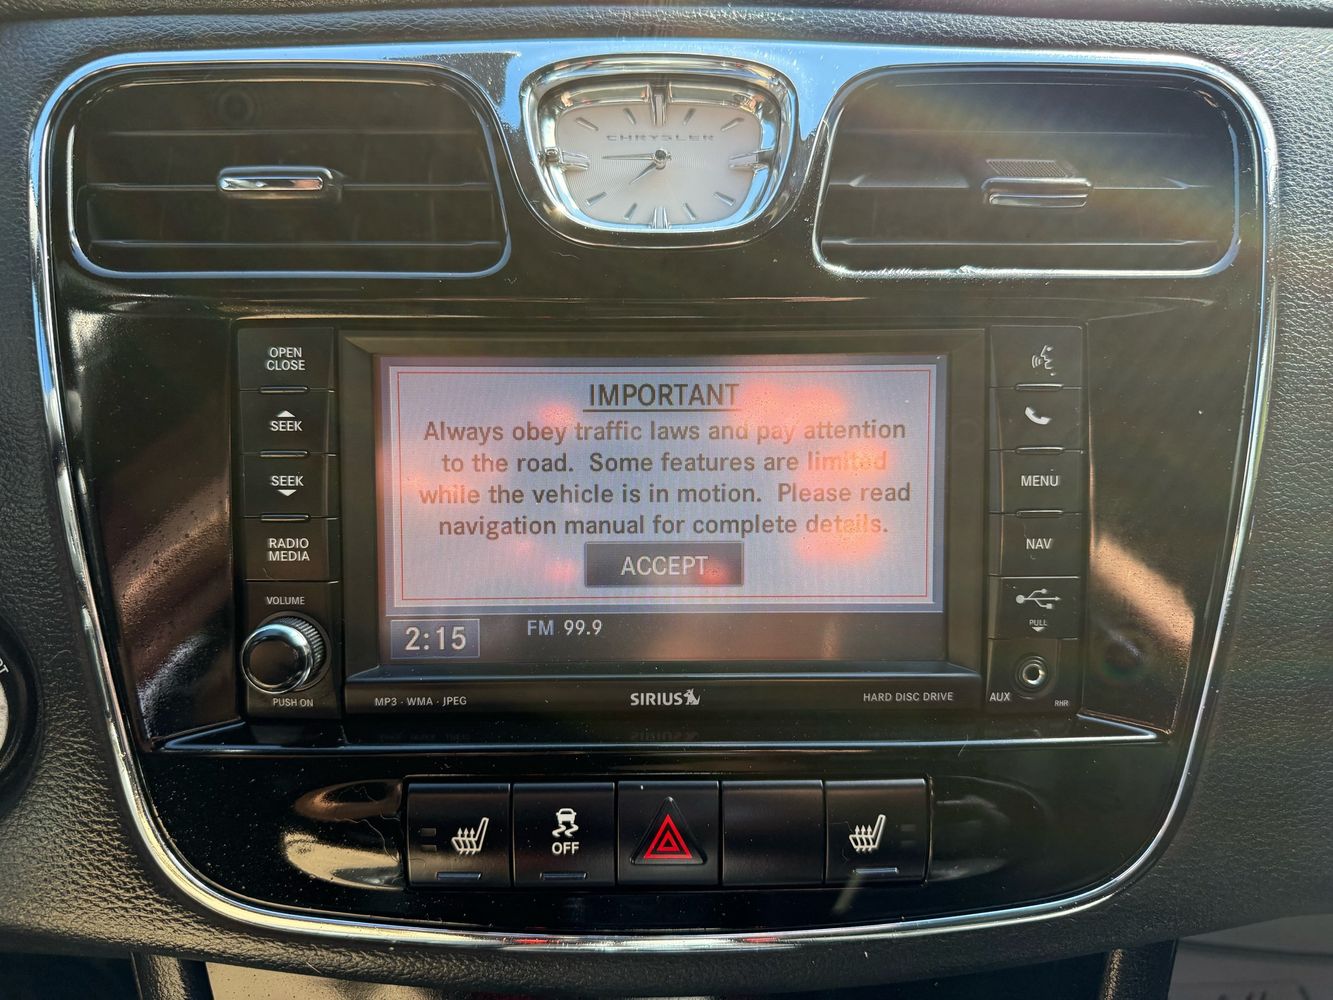 CHRYSLER
OPEN
CLOSE
SEEK
SEEK
RADIO
MEDIA
VOLUME
PUSH ON
IMPORTANT
Always obey traffic laws and pay attention
to the road. Some features are limited
while the vehicle is in motion. Please read
navigation manual for complete details.
ACCEPT
2:15
FM 99.9
MP3 · WMA · JPEG
SIRIUS
HARD DISC DRIVE
MENU
NAV
PULL
AUX
RHR
OFF